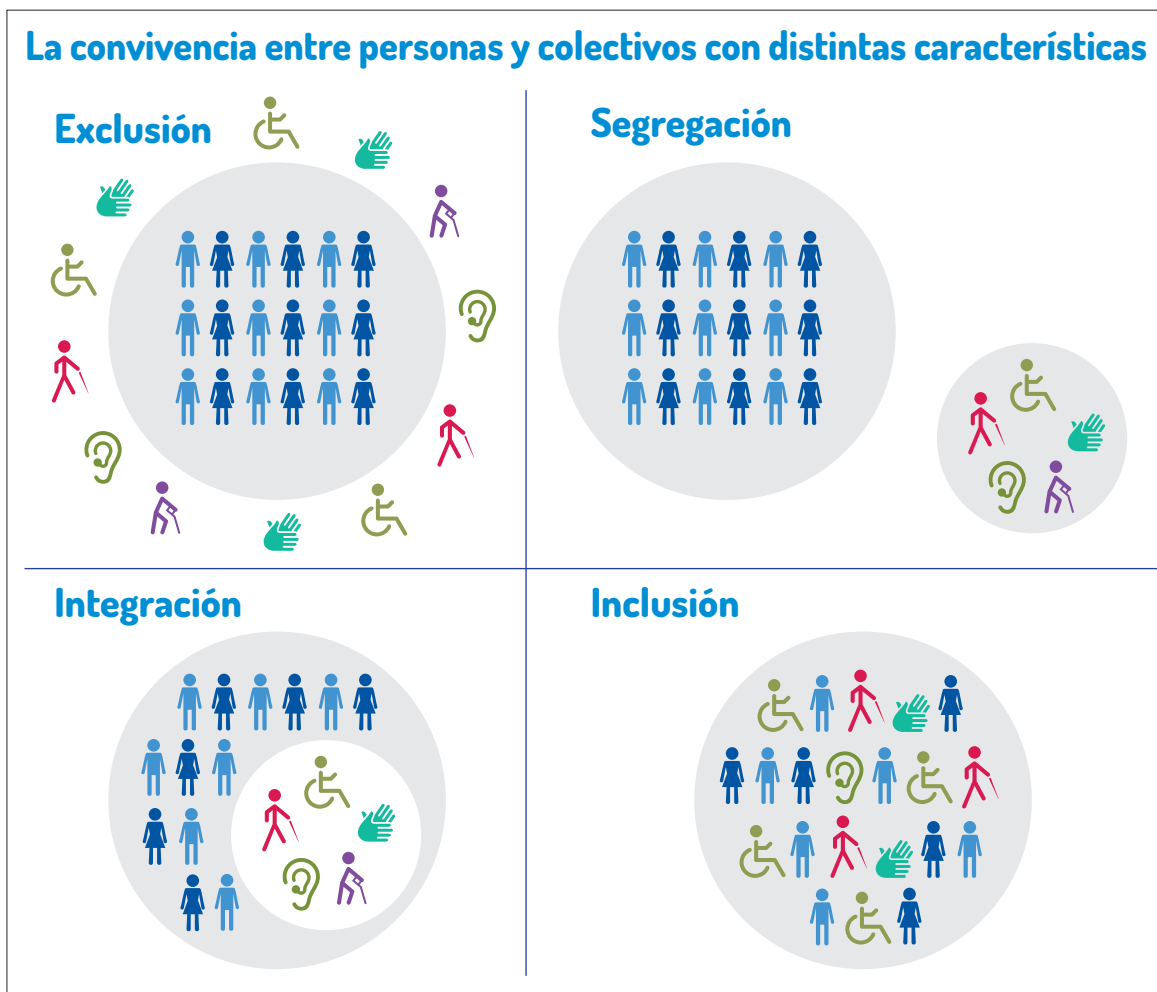 La convivencia entre personas y colectivos con distintas características
Exclusión
Segregación
Integración
Inclusión